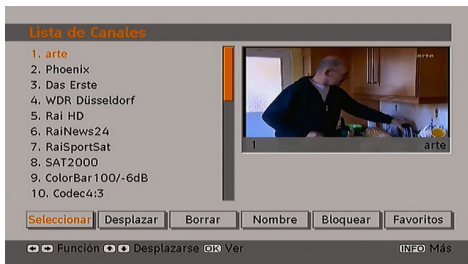 Lista de Canales
1. arte
2. Phoenix
3. Das Erste
4. WDR Düsseldorf
5. Rai HD
6. RaiNews24
7. RaiSportSat
8. SAT2000
9. ColorBar100/-6dB
10. Codec4:3
arte
1 arte
Seleccionar Desplazar Borrar Nombre Bloquear Favoritos
Función Desplazarse OK Ver INFO Más